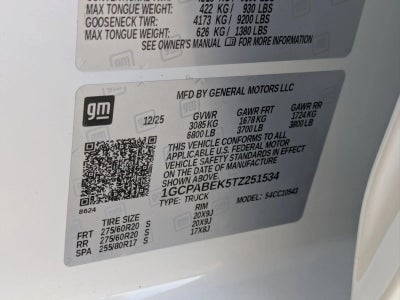 MAX TONGUE WEIGHT: 422 KG / 930 LBS
GOOSENECK TWR: 4173 KG / 9200 LBS
MAX TONGUE WEIGHT: 626 KG / 1380 LBS
SEE OWNER'S MANUAL FOR MORE INFORMATION
gm
MFD BY GENERAL MOTORS LLC
12/25 GVWR GAWR FRT GAWR RR
3085 KG 1678 KG 1724 KG
6800 LB 3700 LB 3800 LB
THIS VEHICLE CONFORMS TO ALL
APPLICABLE U.S. FEDERAL MOTOR
VEHICLE SAFETY STANDARDS IN
EFFECT ON THE DATE OF MANUFACTURE
SHOWN ABOVE.
1GCPABEK5TZ251534
TYPE: TRUCK MODEL: S4CC10543
8624
TIRE SIZE RIM
FRT 275/60R20 S 20X9J
RR 275/60R20 S 20X9J
SPA 255/80R17 S 17X8J